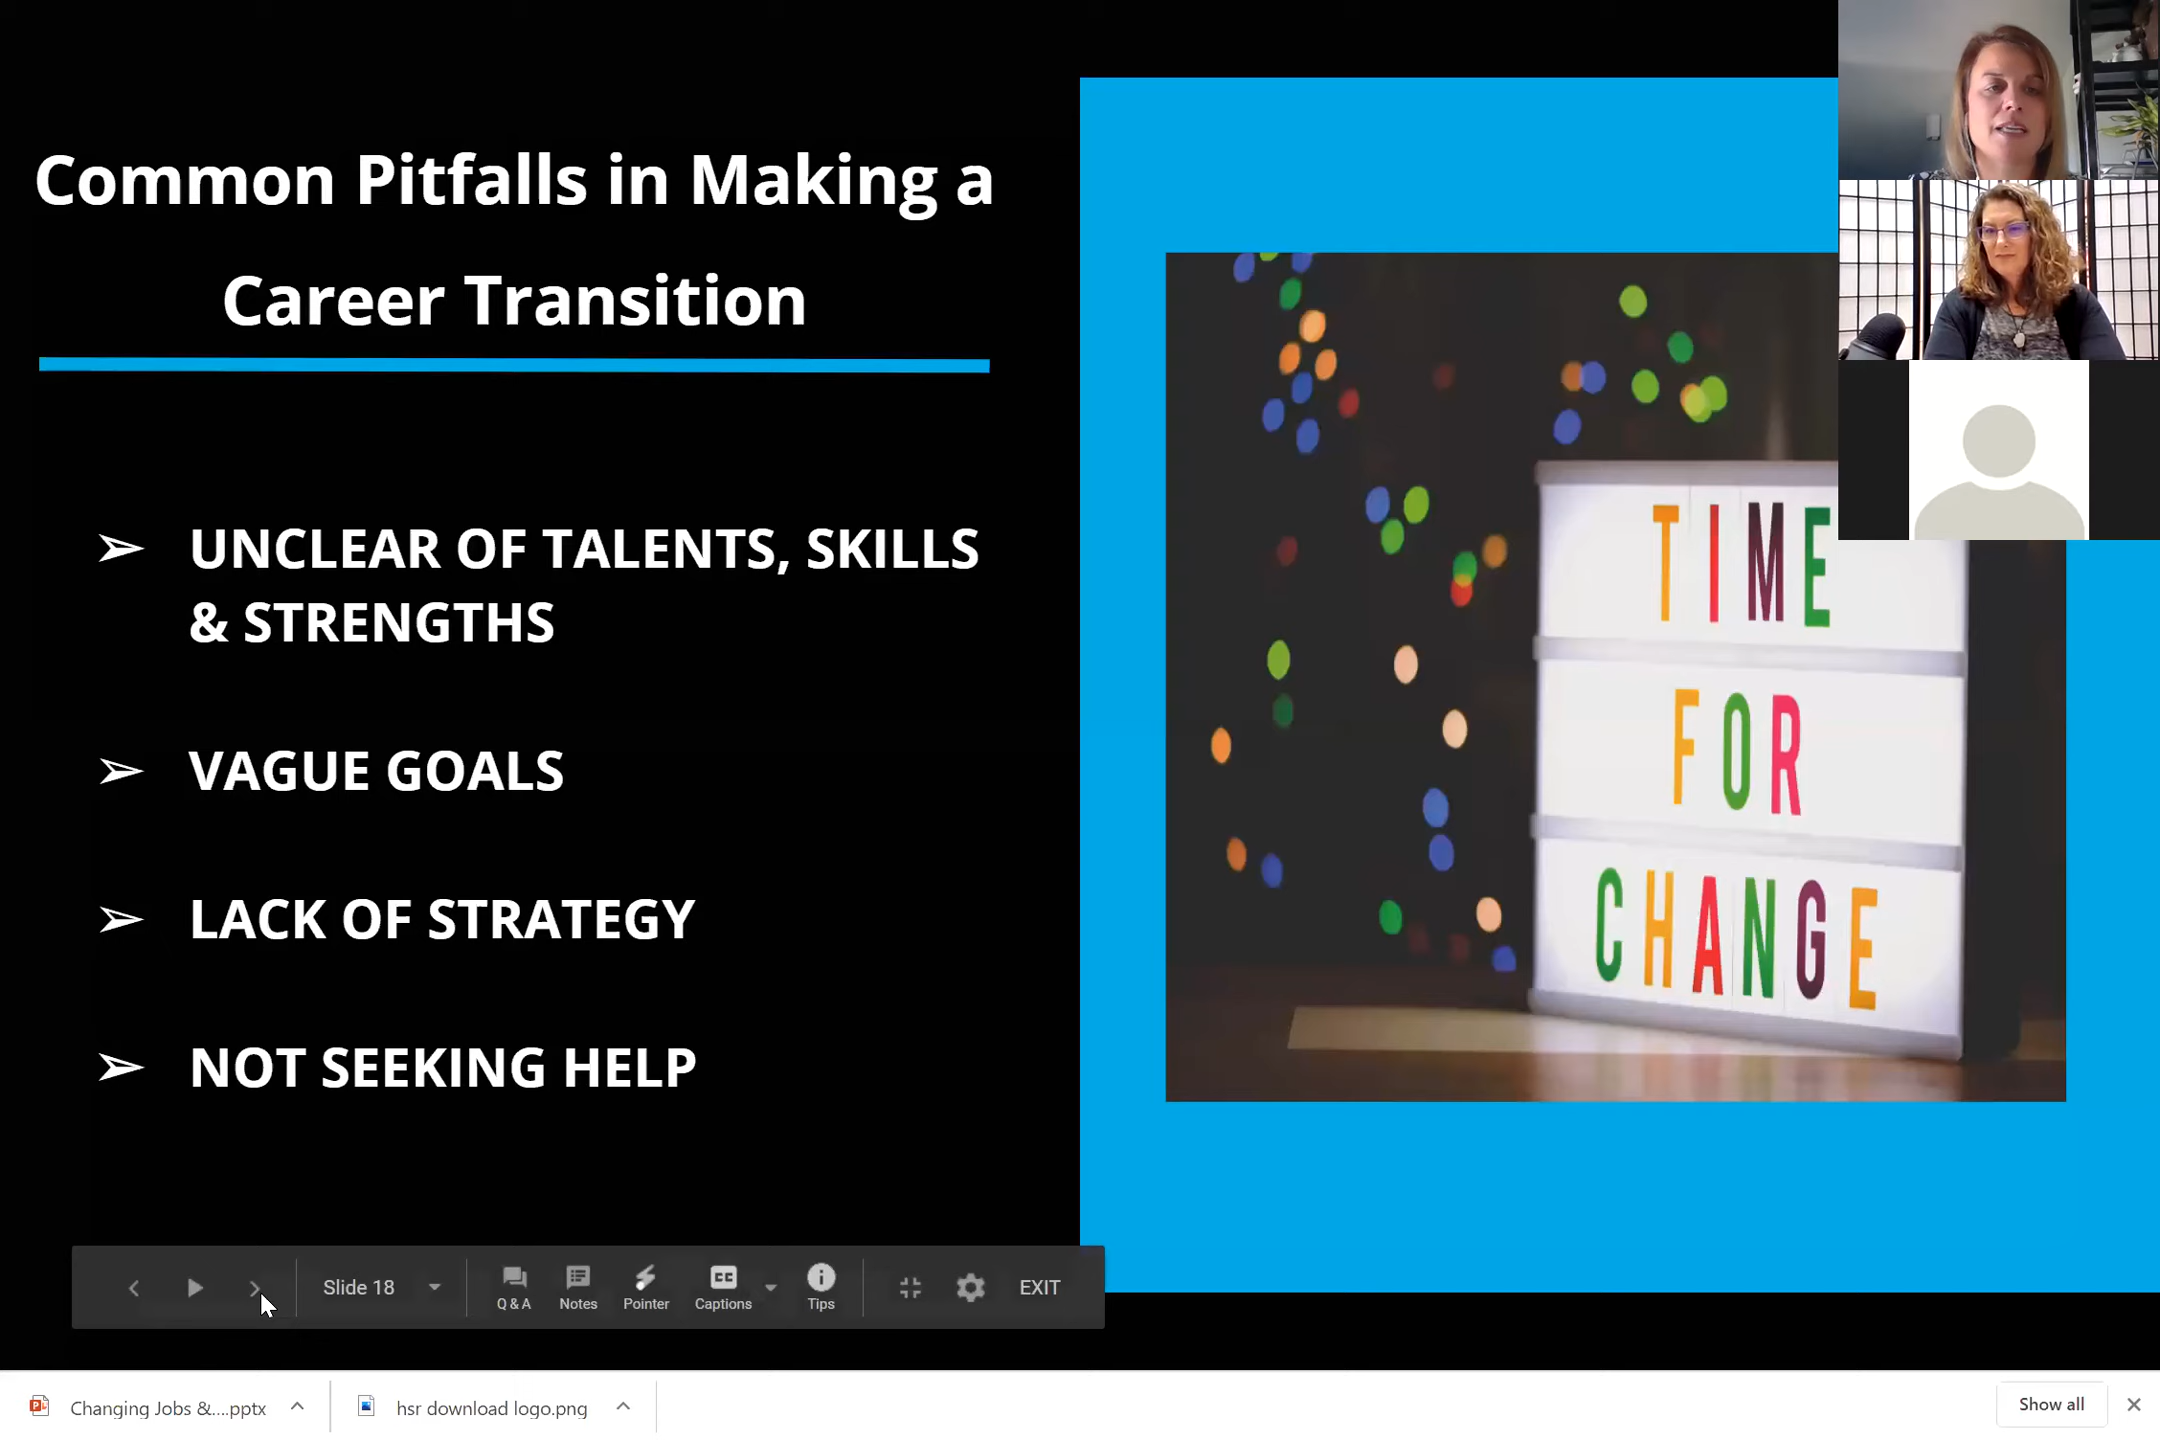 Common Pitfalls in Making a
Career Transition
➢ UNCLEAR OF TALENTS, SKILLS
& STRENGTHS
➢ VAGUE GOALS
➢ LACK OF STRATEGY
➢ NOT SEEKING HELP
TIME
FOR
CHANGE
Slide 18
Q & A
Notes
Pointer
CC
Captions
Tips
EXIT
Changing Jobs &....pptx
hsr download logo.png
Show all